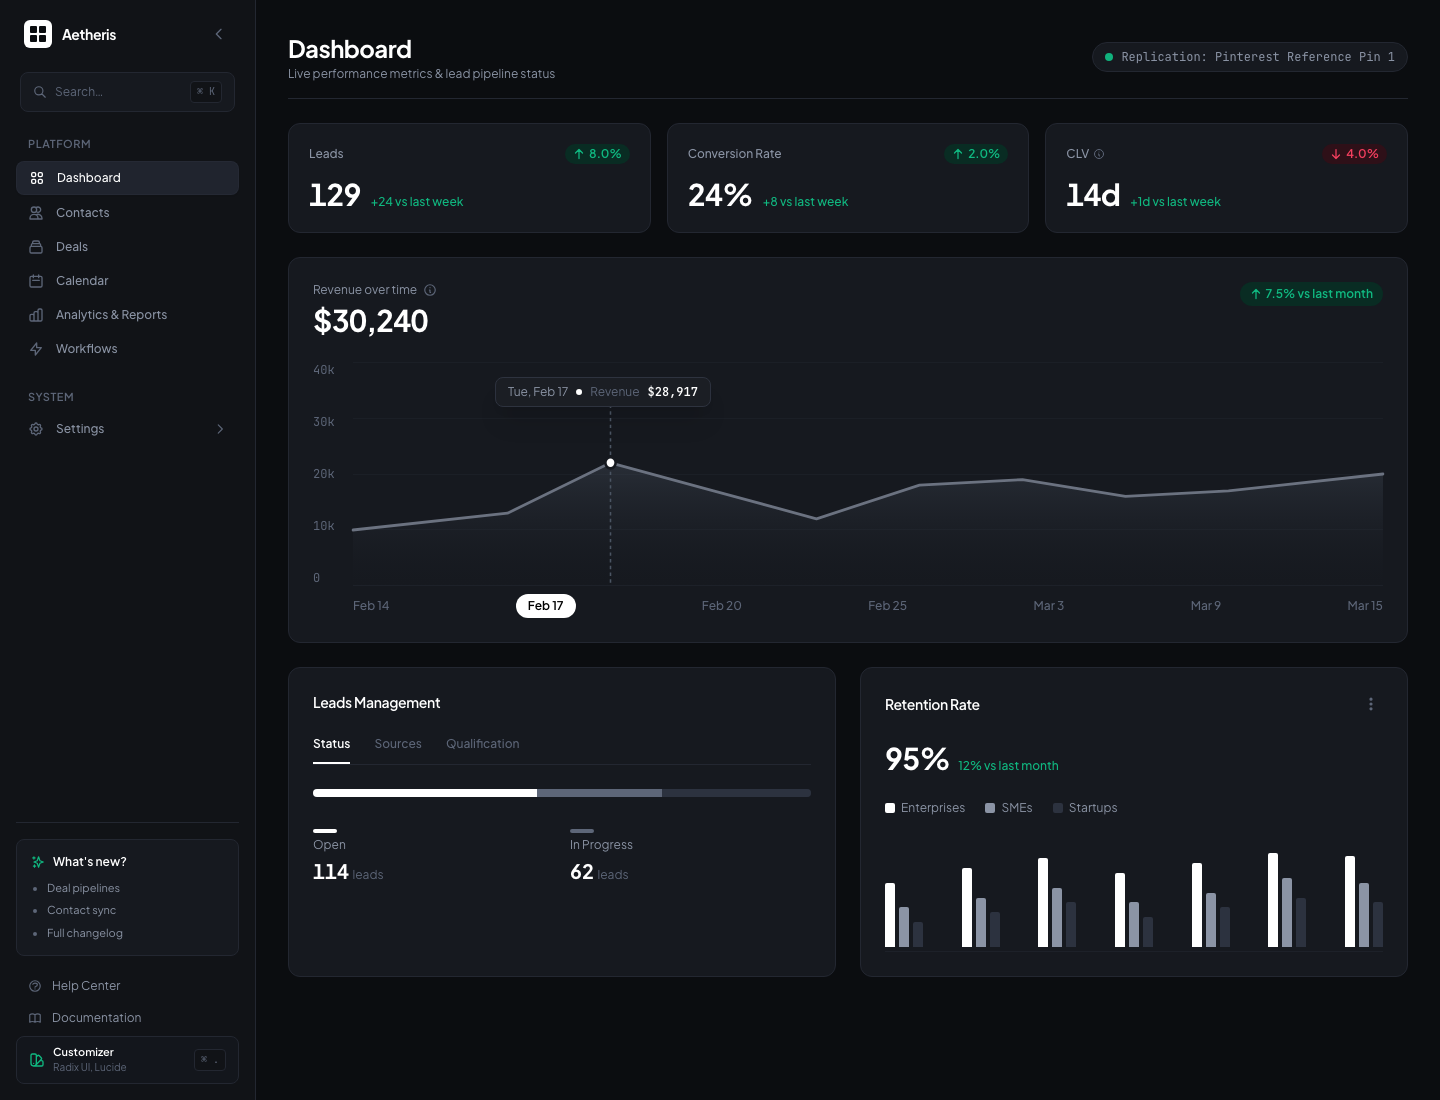 Aetheris
Search...
⌘ K
PLATFORM
Dashboard
Contacts
Deals
Calendar
Analytics & Reports
Workflows
SYSTEM
Settings
What's new?
Deal pipelines
Contact sync
Full changelog
Help Center
Documentation
Customizer
Radix UI, Lucide
⌘ .
Dashboard
Live performance metrics & lead pipeline status
Replication: Pinterest Reference Pin 1
Leads
↑ 8.0%
129 +24 vs last week
Conversion Rate
↑ 2.0%
24% +8 vs last week
CLV
↓ 4.0%
14d +1d vs last week
Revenue over time
$30,240
↑ 7.5% vs last month
40k
30k
20k
10k
0
Tue, Feb 17 • Revenue $28,917
Feb 14 Feb 17 Feb 20 Feb 25 Mar 3 Mar 9 Mar 15
Leads Management
Status Sources Qualification
Open
114 leads
In Progress
62 leads
Retention Rate
95% 12% vs last month
Enterprises SMEs Startups